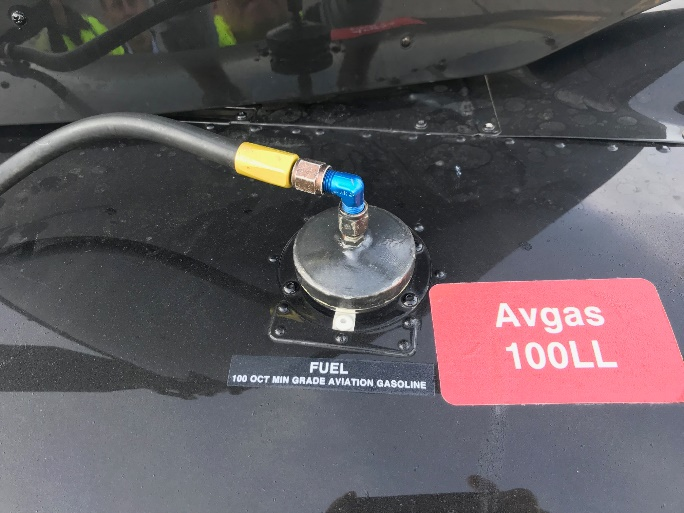 Avgas
100LL
FUEL
100 OCT MIN GRADE AVIATION GASOLINE